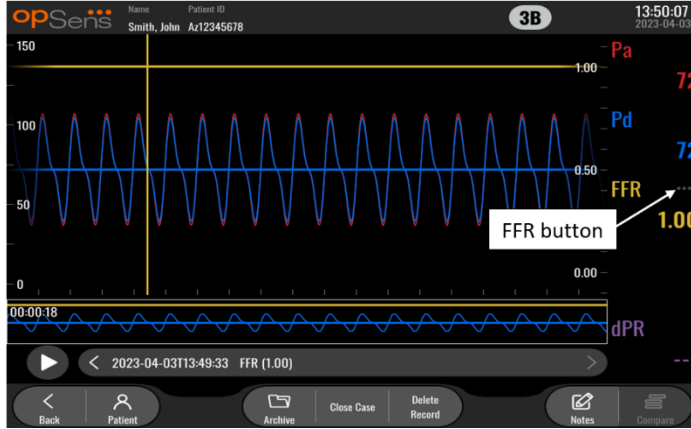 opSens
Name
Patient ID
Smith, John Az12345678
3B
13:50:07
2023-04-03
150
100
50
0
1.00
0.50
0.00
Pa
72
Pd
72
FFR
---
1.00
FFR button
00:00:18
dPR
--
2023-04-03T13:49:33 FFR (1.00)
Back
Patient
Archive
Close Case
Delete
Record
Notes
Compare